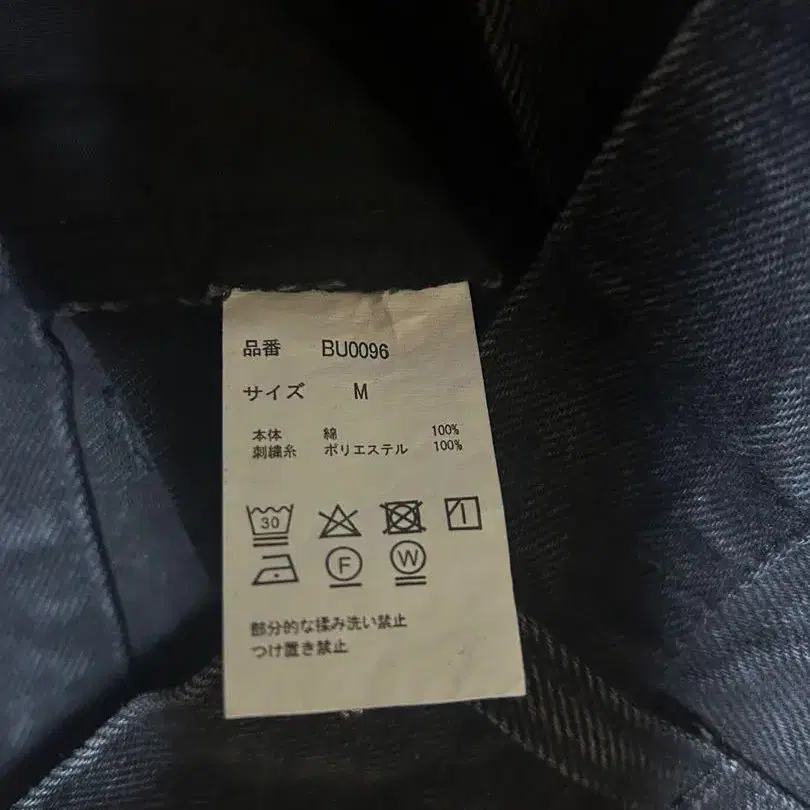 品番 BU0096
サイズ M
本体 綿 100%
刺繍糸 ポリエステル 100%
30
F W
部分的な揉み洗い禁止
つけ置き禁止